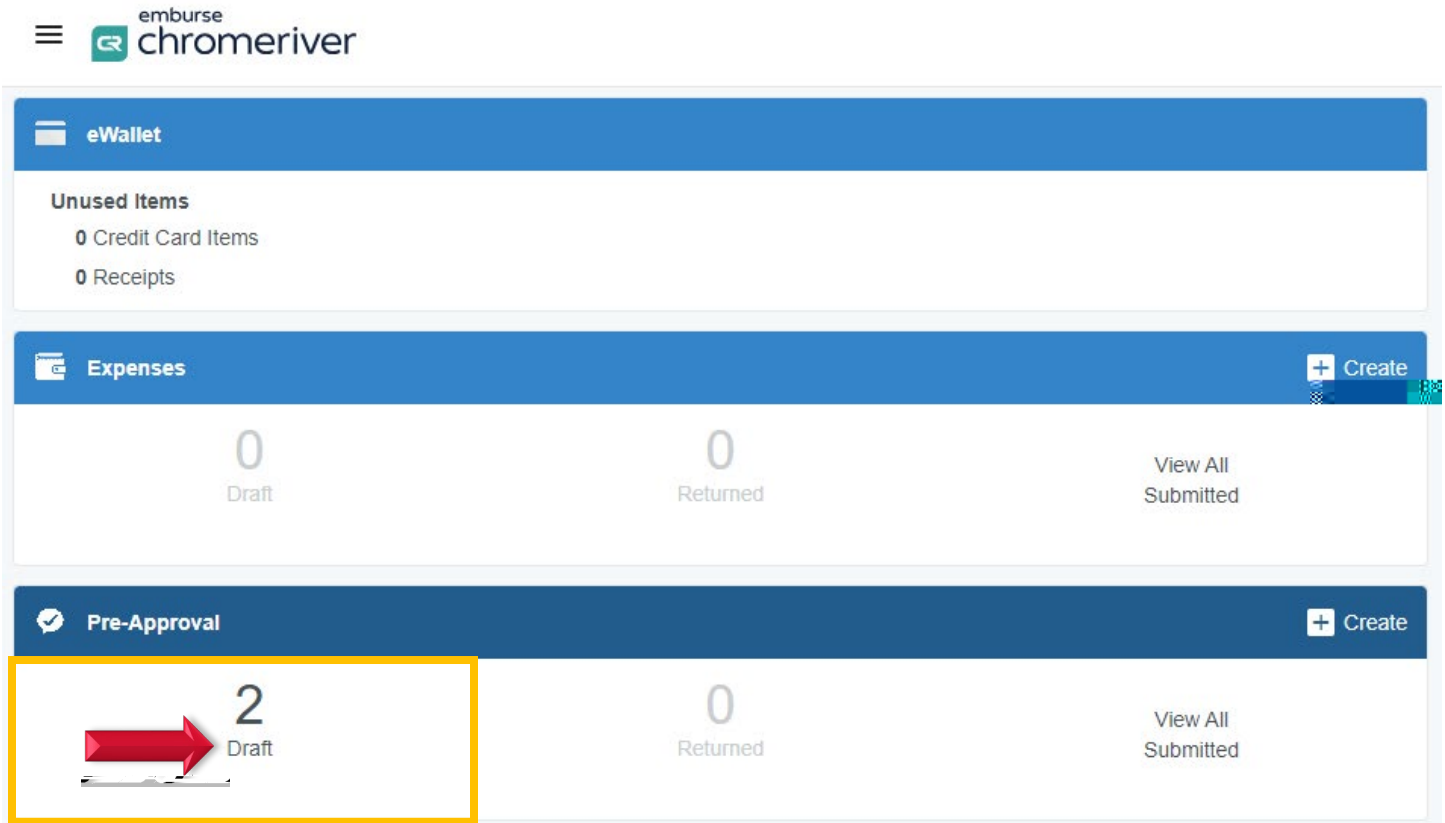 emburse
chromeriver
eWallet
Unused Items
0 Credit Card Items
0 Receipts
Expenses
Create
0
0
View All
Draft
Returned
Submitted
Pre-Approval
Create
2
0
View All
Draft
Returned
Submitted